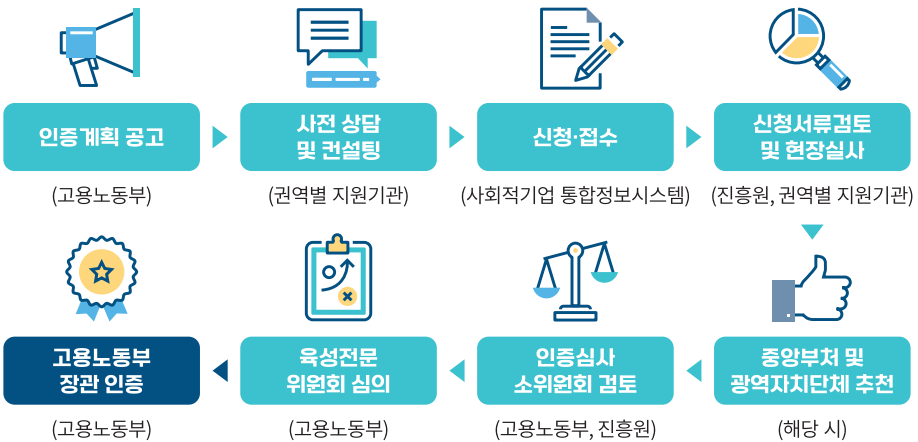 인증계획 공고
(고용노동부)
사전 상담
및 컨설팅
(권역별 지원기관)
신청·접수
(사회적기업 통합정보시스템)
신청서류검토
및 현장실사
(진흥원, 권역별 지원기관)
중앙부처 및
광역자치단체 추천
(해당 시)
인증심사
소위원회 검토
(고용노동부, 진흥원)
육성전문
위원회 심의
(고용노동부)
고용노동부
장관 인증
(고용노동부)